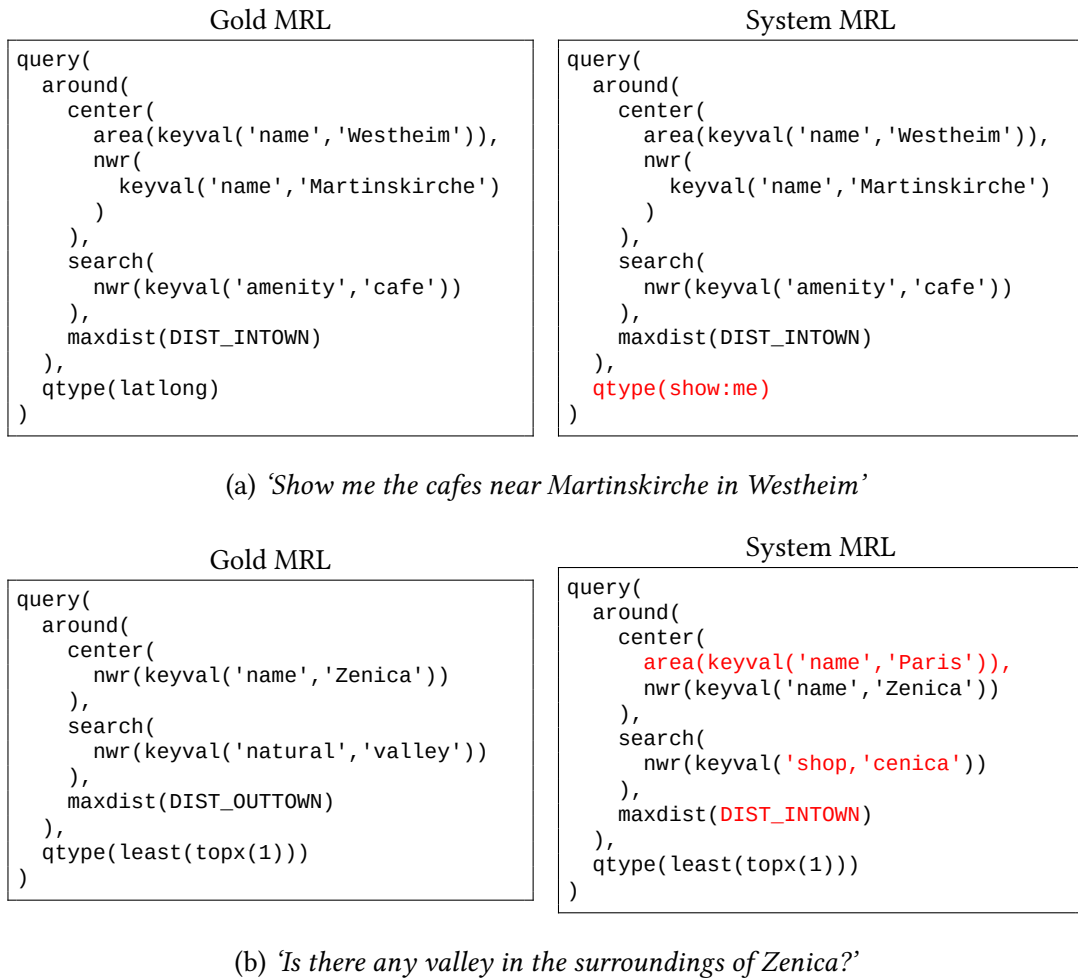 Gold MRL
query(
  around(
    center(
      area(keyval('name','Westheim')),
      nwr(
        keyval('name','Martinskirche')
      )
    ),
    search(
      nwr(keyval('amenity','cafe'))
    ),
    maxdist(DIST_INTOWN)
  ),
  qtype(latlong)
)
System MRL
query(
  around(
    center(
      area(keyval('name','Westheim')),
      nwr(
        keyval('name','Martinskirche')
      )
    ),
    search(
      nwr(keyval('amenity','cafe'))
    ),
    maxdist(DIST_INTOWN)
  ),
  qtype(show:me)
)
(a) ‘Show me the cafes near Martinskirche in Westheim’
Gold MRL
query(
  around(
    center(
      nwr(keyval('name','Zenica'))
    ),
    search(
      nwr(keyval('natural','valley'))
    ),
    maxdist(DIST_OUTTOWN)
  ),
  qtype(least(topx(1)))
)
System MRL
query(
  around(
    center(
      area(keyval('name','Paris')),
      nwr(keyval('name','Zenica'))
    ),
    search(
      nwr(keyval('shop,'cenica'))
    ),
    maxdist(DIST_INTOWN)
  ),
  qtype(least(topx(1)))
)
(b) ‘Is there any valley in the surroundings of Zenica?’